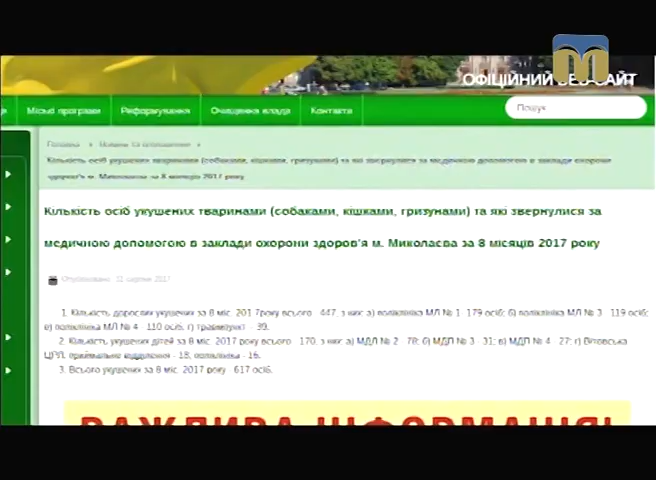 ОФІЦІЙНИЙ ВЕБ-САЙТ
Міські програми Реформування Очищення влади Контакти
Пошук
Головна Новини та оголошення
Кількість осіб укушених тваринами (собаками, кішками, гризунами) та які звернулися за медичною допомогою в заклади охорони
здоров'я м. Миколаєва за 8 місяців 2017 року
Кількість осіб укушених тваринами (собаками, кішками, гризунами) та які звернулися за
медичною допомогою в заклади охорони здоров'я м. Миколаєва за 8 місяців 2017 року
Опубліковано: 31 серпня 2017
1. Кількість дорослих укушених за 8 міс. 2017року всього - 447, з них: а) поліклініка МЛ № 1- 179 осіб; б) поліклініка МЛ № 3 - 119 осіб;
в) поліклініка МЛ № 4 - 110 осіб, г) травмпункт - 39.
2. Кількість укушених дітей за 8 міс. 2017 року всього - 170, з них: а) МДЛ № 2 - 78; б) МДП № 3 - 31; в) МДП № 4 - 27; г) Вітовська
ЦРЛ, приймальне відділення - 18, поліклініка - 16.
3. Всього укушених за 8 міс. 2017 року - 617 осіб.
ВАЖЛИВА ІНФОРМАЦІЯ!